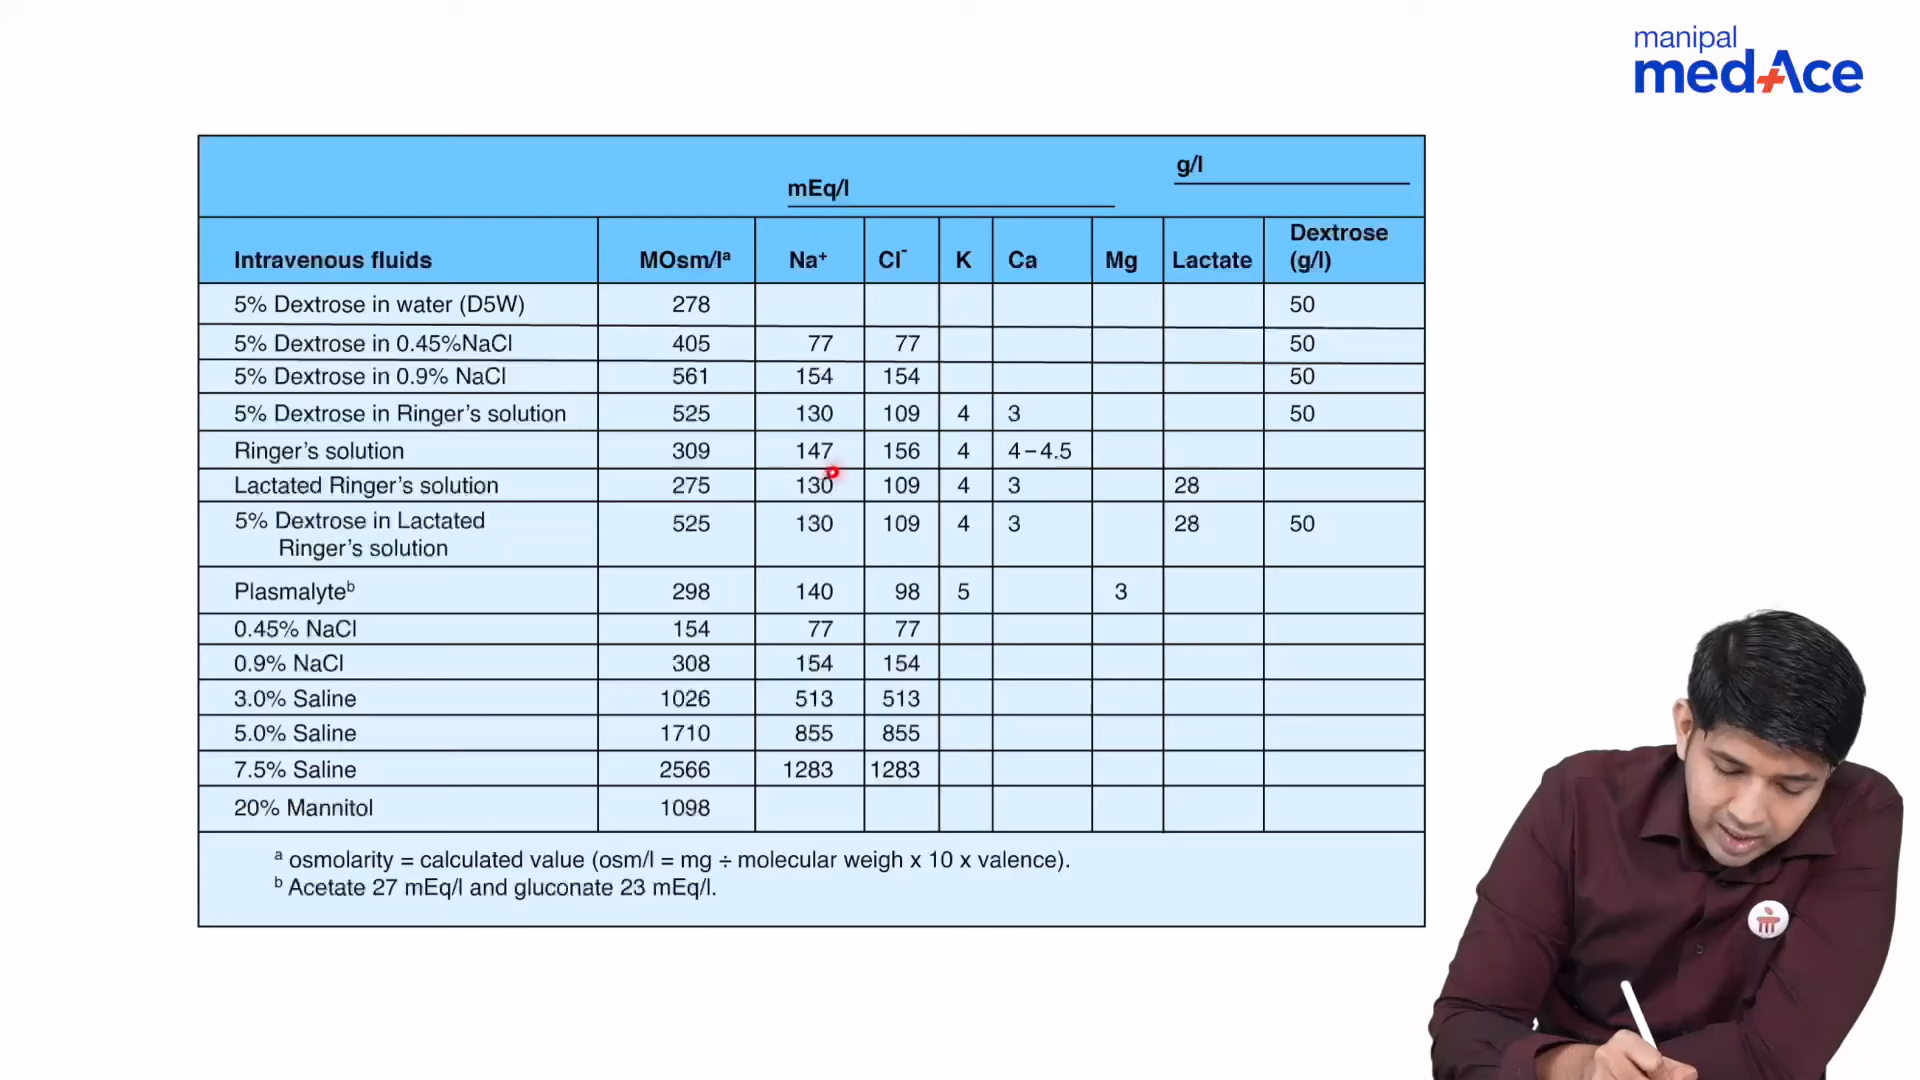 manipal
medAce
g/l
mEq/l
Intravenous fluids MOsm/lᵃ Na⁺ Cl⁻ K Ca Mg Lactate Dextrose (g/l)
5% Dextrose in water (D5W) 278 50
5% Dextrose in 0.45%NaCl 405 77 77 50
5% Dextrose in 0.9% NaCl 561 154 154 50
5% Dextrose in Ringer’s solution 525 130 109 4 3 50
Ringer’s solution 309 147 156 4 4–4.5
Lactated Ringer’s solution 275 130 109 4 3 28
5% Dextrose in Lactated 525 130 109 4 3 28 50
Ringer’s solution
Plasmalyteᵇ 298 140 98 5 3
0.45% NaCl 154 77 77
0.9% NaCl 308 154 154
3.0% Saline 1026 513 513
5.0% Saline 1710 855 855
7.5% Saline 2566 1283 1283
20% Mannitol 1098
ᵃ osmolarity = calculated value (osm/l = mg ÷ molecular weigh x 10 x valence).
ᵇ Acetate 27 mEq/l and gluconate 23 mEq/l.